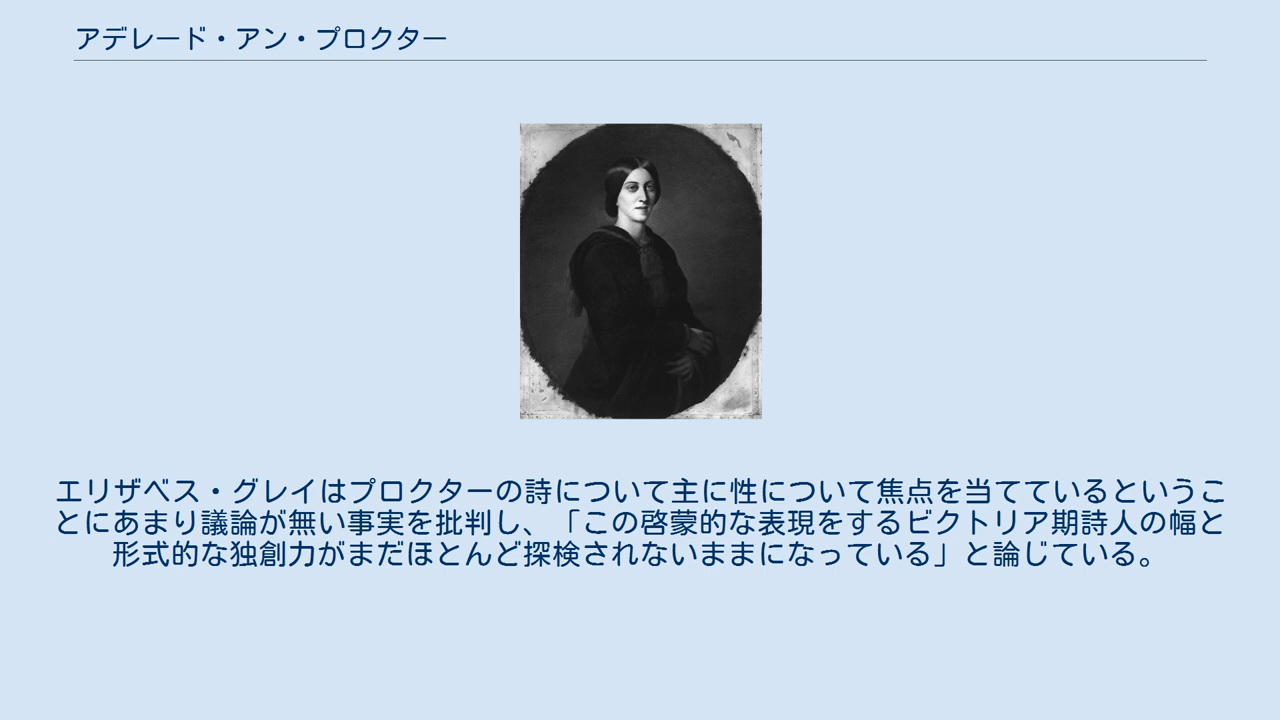 アデレード・アン・プロクター
エリザベス・グレイはプロクターの詩について主に性について焦点を当てているというこ
とにあまり議論が無い事実を批判し、「この啓蒙的な表現をするビクトリア期詩人の幅と
形式的な独創力がまだほとんど探検されないままになっている」と論じている。